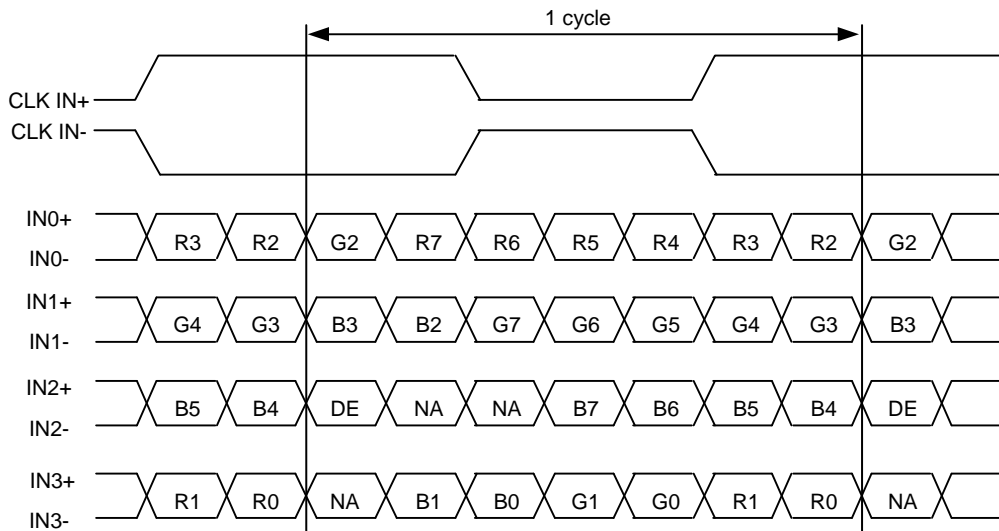 1 cycle
CLK IN+
CLK IN-
IN0+
R3 R2 G2 R7 R6 R5 R4 R3 R2 G2
IN0-
IN1+
G4 G3 B3 B2 G7 G6 G5 G4 G3 B3
IN1-
IN2+
B5 B4 DE NA NA B7 B6 B5 B4 DE
IN2-
IN3+
R1 R0 NA B1 B0 G1 G0 R1 R0 NA
IN3-